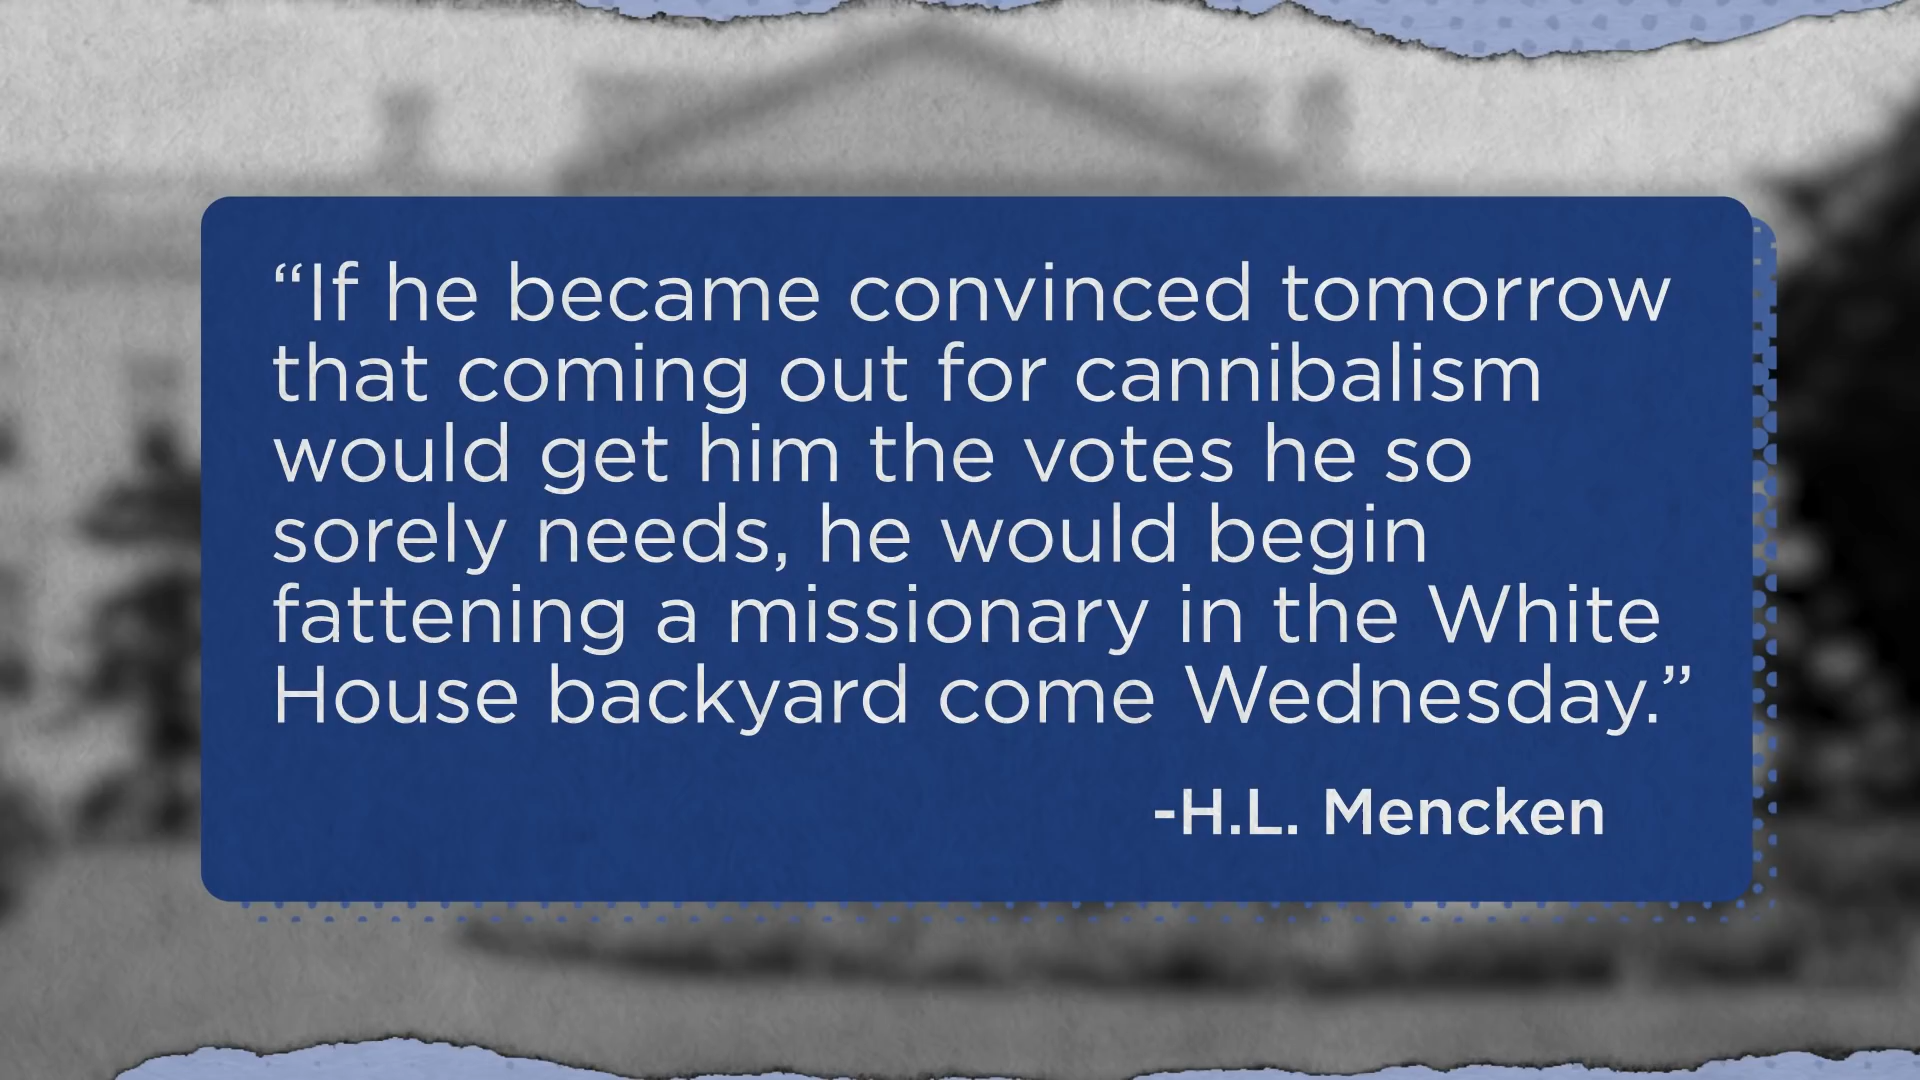 “If he became convinced tomorrow
that coming out for cannibalism
would get him the votes he so
sorely needs, he would begin
fattening a missionary in the White
House backyard come Wednesday.”
-H.L. Mencken